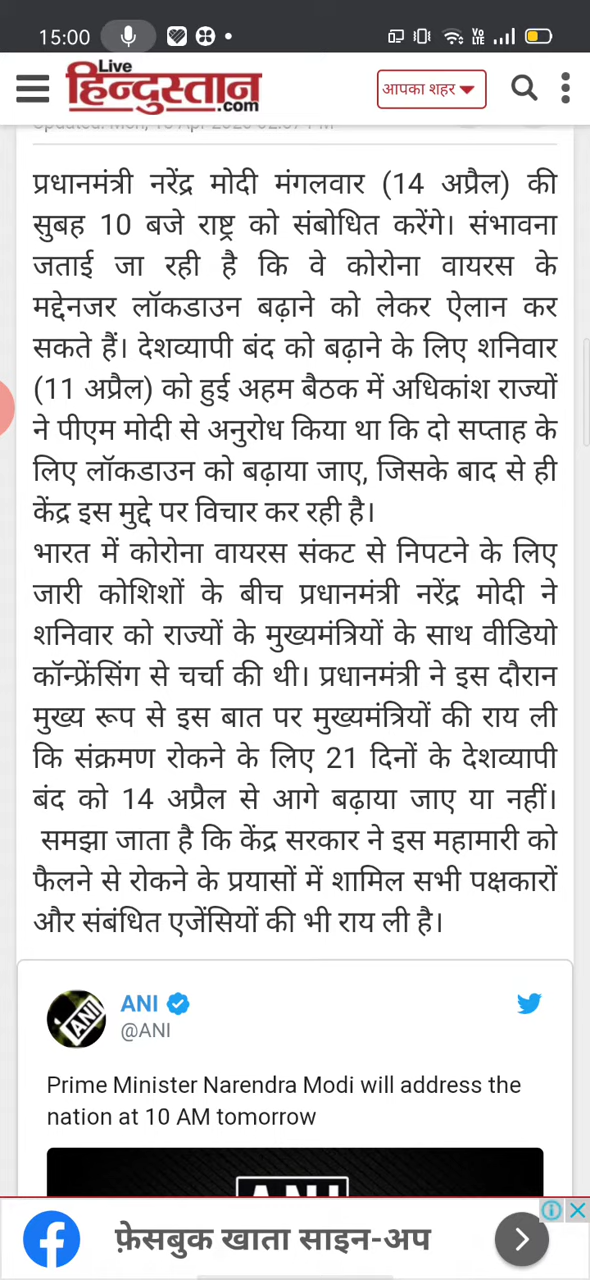 15:00
VO LTE
Live
हिन्दुस्तान
.com
आपका शहर
प्रधानमंत्री नरेंद्र मोदी मंगलवार (14 अप्रैल) की
सुबह 10 बजे राष्ट्र को संबोधित करेंगे। संभावना
जताई जा रही है कि वे कोरोना वायरस के
मद्देनजर लॉकडाउन बढ़ाने को लेकर ऐलान कर
सकते हैं। देशव्यापी बंद को बढ़ाने के लिए शनिवार
(11 अप्रैल) को हुई अहम बैठक में अधिकांश राज्यों
ने पीएम मोदी से अनुरोध किया था कि दो सप्ताह के
लिए लॉकडाउन को बढ़ाया जाए, जिसके बाद से ही
केंद्र इस मुद्दे पर विचार कर रही है।
भारत में कोरोना वायरस संकट से निपटने के लिए
जारी कोशिशों के बीच प्रधानमंत्री नरेंद्र मोदी ने
शनिवार को राज्यों के मुख्यमंत्रियों के साथ वीडियो
कॉन्फ्रेंसिंग से चर्चा की थी। प्रधानमंत्री ने इस दौरान
मुख्य रूप से इस बात पर मुख्यमंत्रियों की राय ली
कि संक्रमण रोकने के लिए 21 दिनों के देशव्यापी
बंद को 14 अप्रैल से आगे बढ़ाया जाए या नहीं।
समझा जाता है कि केंद्र सरकार ने इस महामारी को
फैलने से रोकने के प्रयासों में शामिल सभी पक्षकारों
और संबंधित एजेंसियों की भी राय ली है।
ANI
@ANI
Prime Minister Narendra Modi will address the
nation at 10 AM tomorrow
फ़ेसबुक खाता साइन-अप